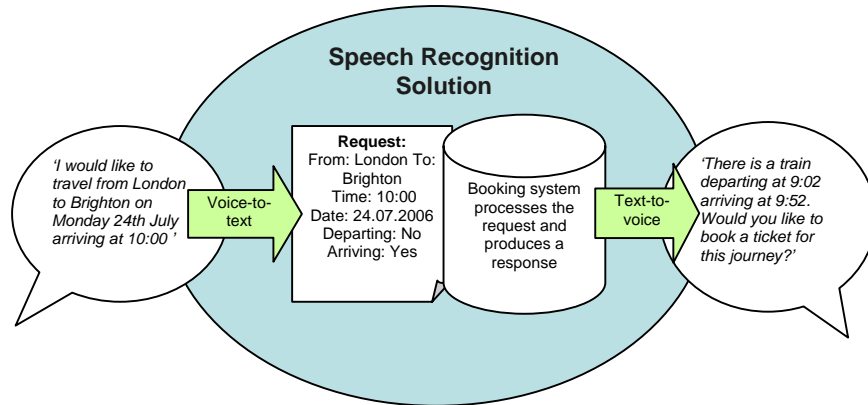 Speech Recognition
Solution
'I would like to
travel from London
to Brighton on
Monday 24th July
arriving at 10:00 '
Voice-to-
text
Request:
From: London To:
Brighton
Time: 10:00
Date: 24.07.2006
Departing: No
Arriving: Yes
Booking system
processes the
request and
produces a
response
Text-to-
voice
'There is a train
departing at 9:02
arriving at 9:52.
Would you like to
book a ticket for
this journey?'